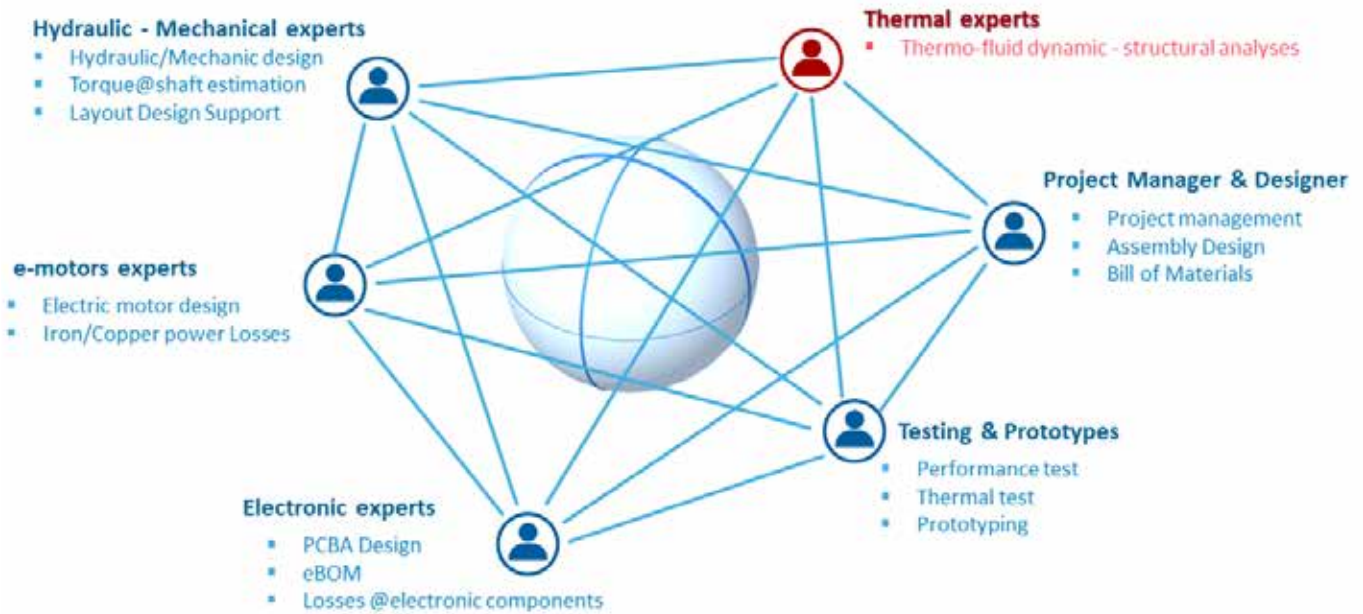 Hydraulic - Mechanical experts
▪ Hydraulic/Mechanic design
▪ Torque@shaft estimation
▪ Layout Design Support
Thermal experts
▪ Thermo-fluid dynamic - structural analyses
Project Manager & Designer
▪ Project management
▪ Assembly Design
▪ Bill of Materials
e-motors experts
▪ Electric motor design
▪ Iron/Copper power Losses
Testing & Prototypes
▪ Performance test
▪ Thermal test
▪ Prototyping
Electronic experts
▪ PCBA Design
▪ eBOM
▪ Losses @electronic components